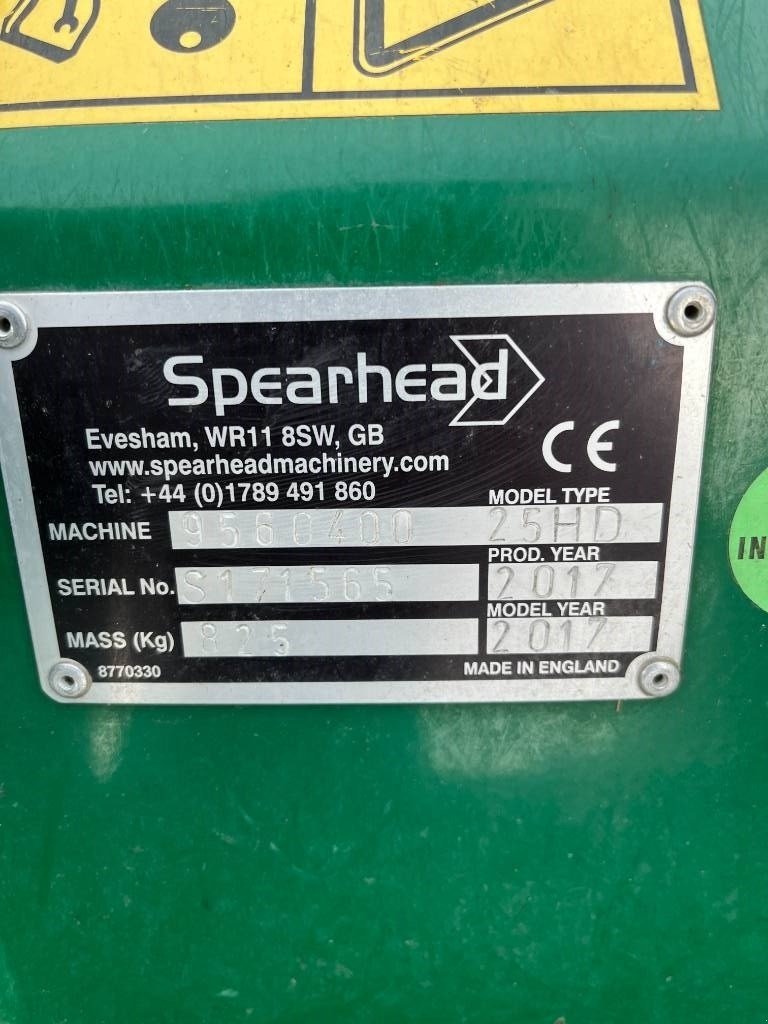 Spearhead
Evesham, WR11 8SW, GB
www.spearheadmachinery.com
Tel: +44 (0)1789 491 860
CE
MODEL TYPE
MACHINE 9560400 25HD
PROD. YEAR
SERIAL No. S171565 2017
MODEL YEAR
MASS (Kg) 825 2017
8770330 MADE IN ENGLAND
IN